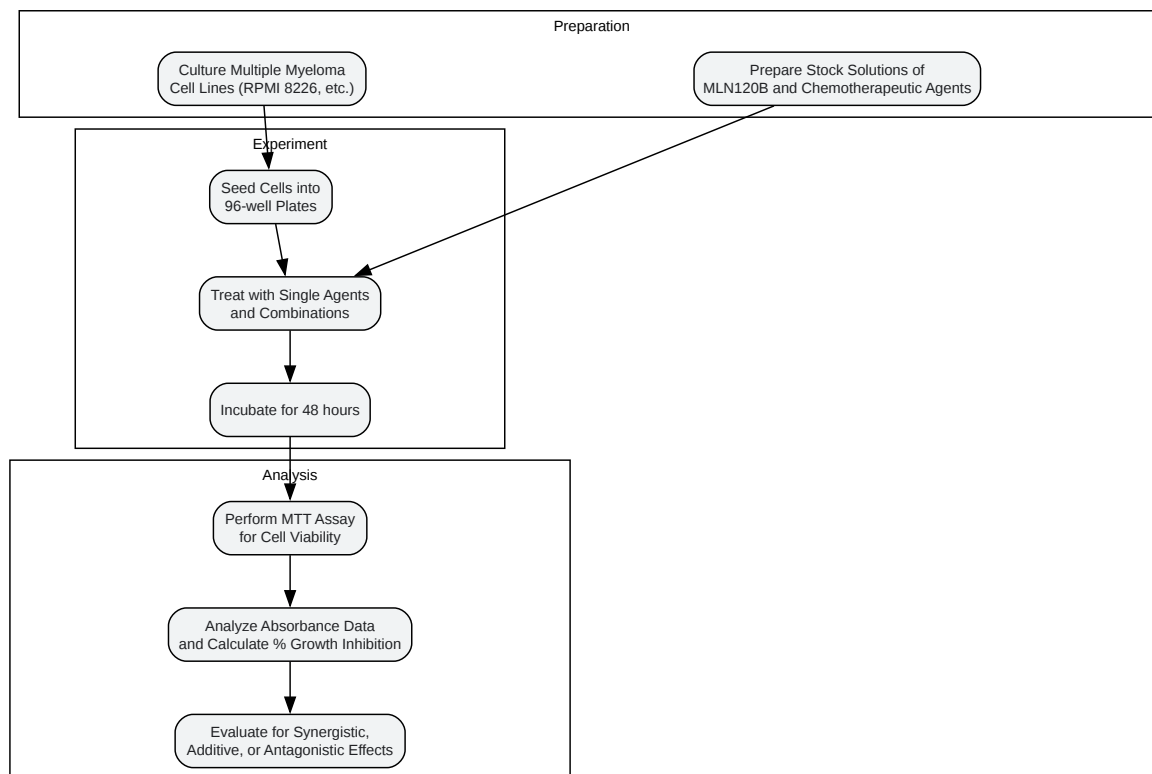 Preparation
Culture Multiple Myeloma
Cell Lines (RPMI 8226, etc.)
Prepare Stock Solutions of
MLN120B and Chemotherapeutic Agents
Experiment
Seed Cells into
96-well Plates
Treat with Single Agents
and Combinations
Incubate for 48 hours
Analysis
Perform MTT Assay
for Cell Viability
Analyze Absorbance Data
and Calculate % Growth Inhibition
Evaluate for Synergistic,
Additive, or Antagonistic Effects